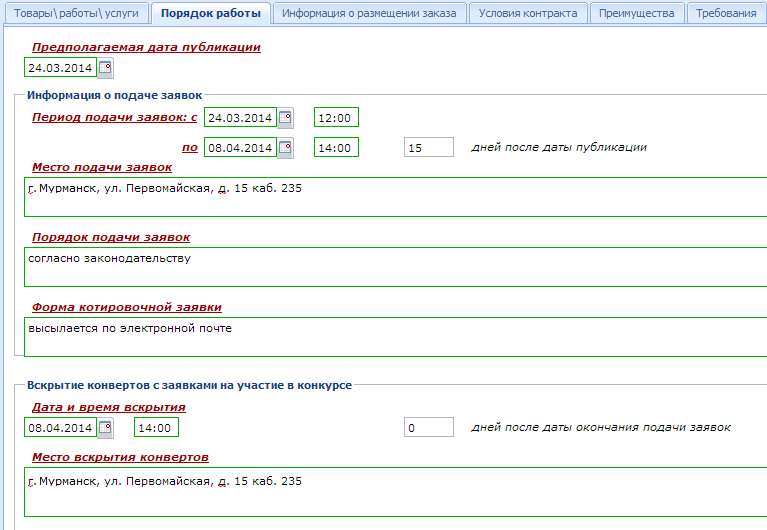 Товары\ работы\ услуги Порядок работы Информация о размещении заказа Условия контракта Преимущества Требования
Предполагаемая дата публикации
24.03.2014
Информация о подаче заявок
Период подачи заявок: с 24.03.2014 12:00
по 08.04.2014 14:00 15 дней после даты публикации
Место подачи заявок
г. Мурманск, ул. Первомайская, д. 15 каб. 235
Порядок подачи заявок
согласно законодательству
Форма котировочной заявки
высылается по электронной почте
Вскрытие конвертов с заявками на участие в конкурсе
Дата и время вскрытия
08.04.2014 14:00 0 дней после даты окончания подачи заявок
Место вскрытия конвертов
г. Мурманск, ул. Первомайская, д. 15 каб. 235